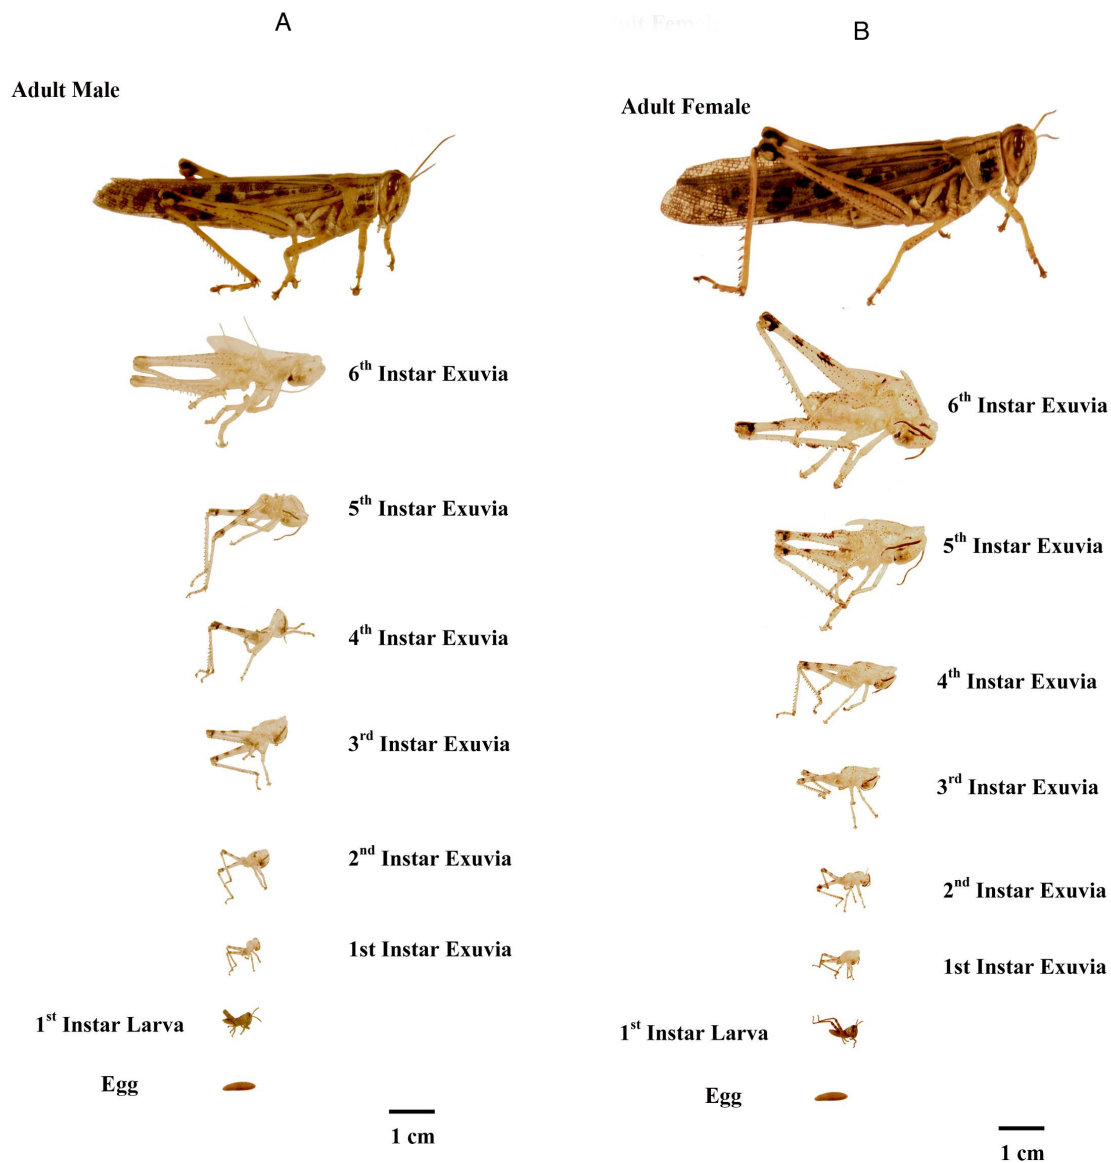 A
Adult Male
6th Instar Exuvia
5th Instar Exuvia
4th Instar Exuvia
3rd Instar Exuvia
2nd Instar Exuvia
1st Instar Exuvia
1st Instar Larva
Egg
1 cm
B
Adult Female
6th Instar Exuvia
5th Instar Exuvia
4th Instar Exuvia
3rd Instar Exuvia
2nd Instar Exuvia
1st Instar Exuvia
1st Instar Larva
Egg
1 cm